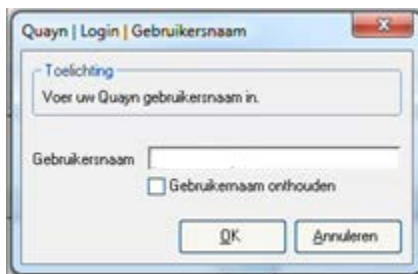 Quayn | Login | Gebruikersnaam
Toelichting
Voer uw Quayn gebruikersnaam in.
Gebruikersnaam
Gebruikernaam onthouden
OK
Annuleren